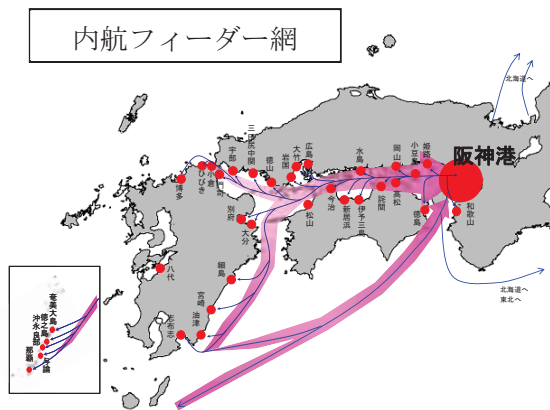 内航フィーダー網
北海道へ
阪神港
三田尻中関
宇部
徳山
岩国
大竹
広島
水島
岡山
小豆島
姫路
博多
ひびき
小倉
門司
別府
大分
松山
今治
新居浜
伊予三島
詫間
高松
徳島
和歌山
八代
細島
宮崎
油津
志布志
北海道へ
東北へ
奄美大島
徳之島
沖永良部
与論
那覇